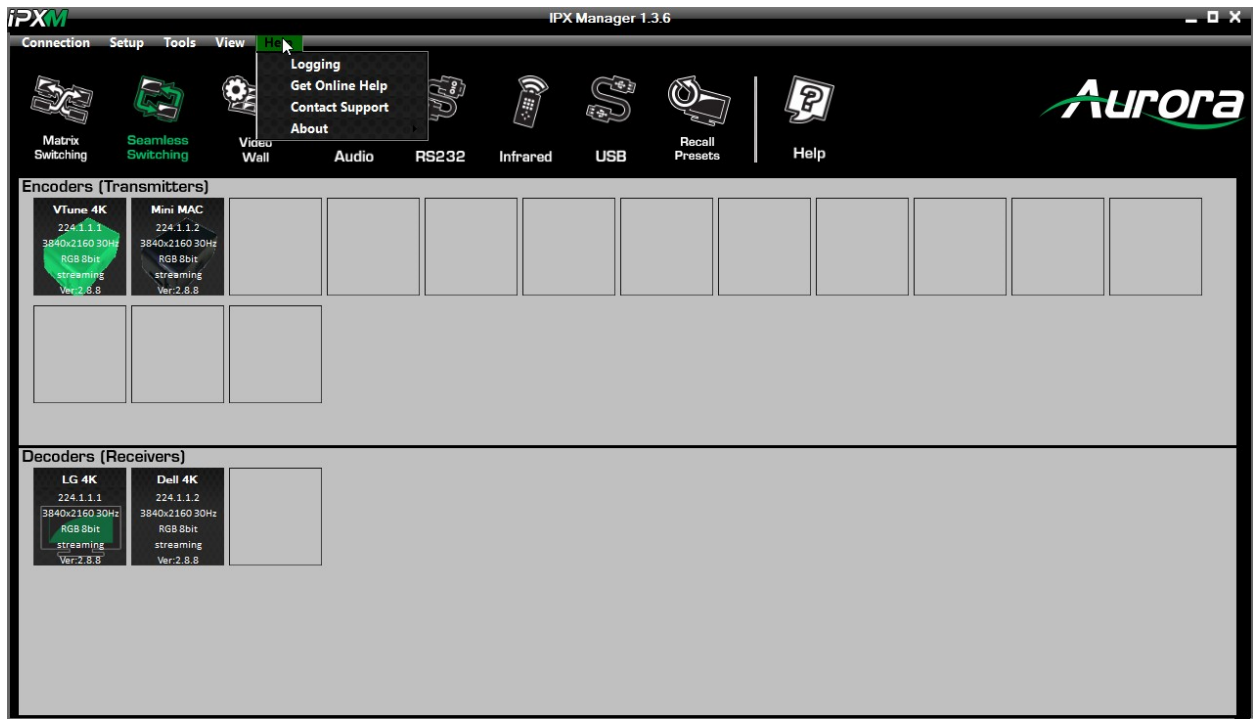 iPXM
IPX Manager 1.3.6
Connection Setup Tools View Help
Logging
Get Online Help
Contact Support
About
Aurora
Matrix
Switching
Seamless
Switching
Video
Wall
Audio
RS232
Infrared
USB
Recall
Presets
Help
Encoders (Transmitters)
VTune 4K
224.1.1.1
3840x2160 30Hz
RGB 8bit
streaming
Ver:2.8.8
Mini MAC
224.1.1.2
3840x2160 30Hz
RGB 8bit
streaming
Ver:2.8.8
Decoders (Receivers)
LG 4K
224.1.1.1
3840x2160 30Hz
RGB 8bit
streaming
Ver:2.8.8
Dell 4K
224.1.1.2
3840x2160 30Hz
RGB 8bit
streaming
Ver:2.8.8